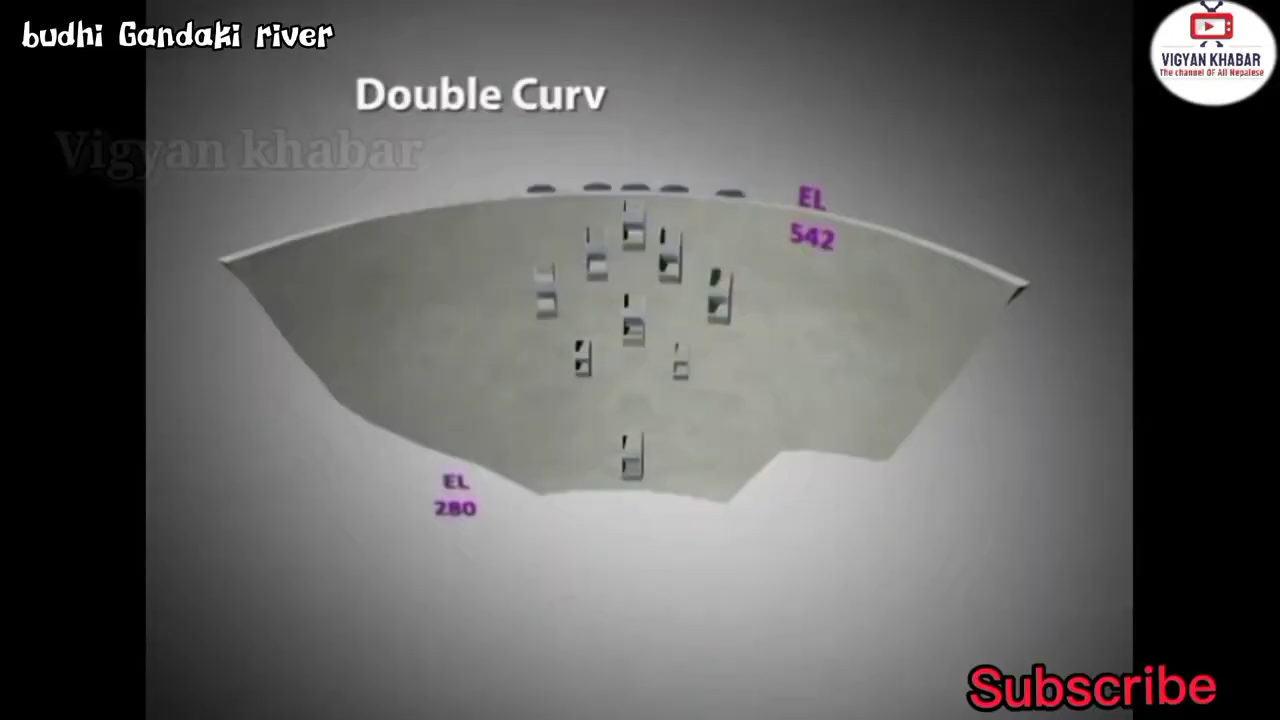 budhi Gandaki river
VIGYAN KHABAR
The channel OF All Nepalese
Double Curv
Vigyan khabar
EL
542
EL
280
Subscribe